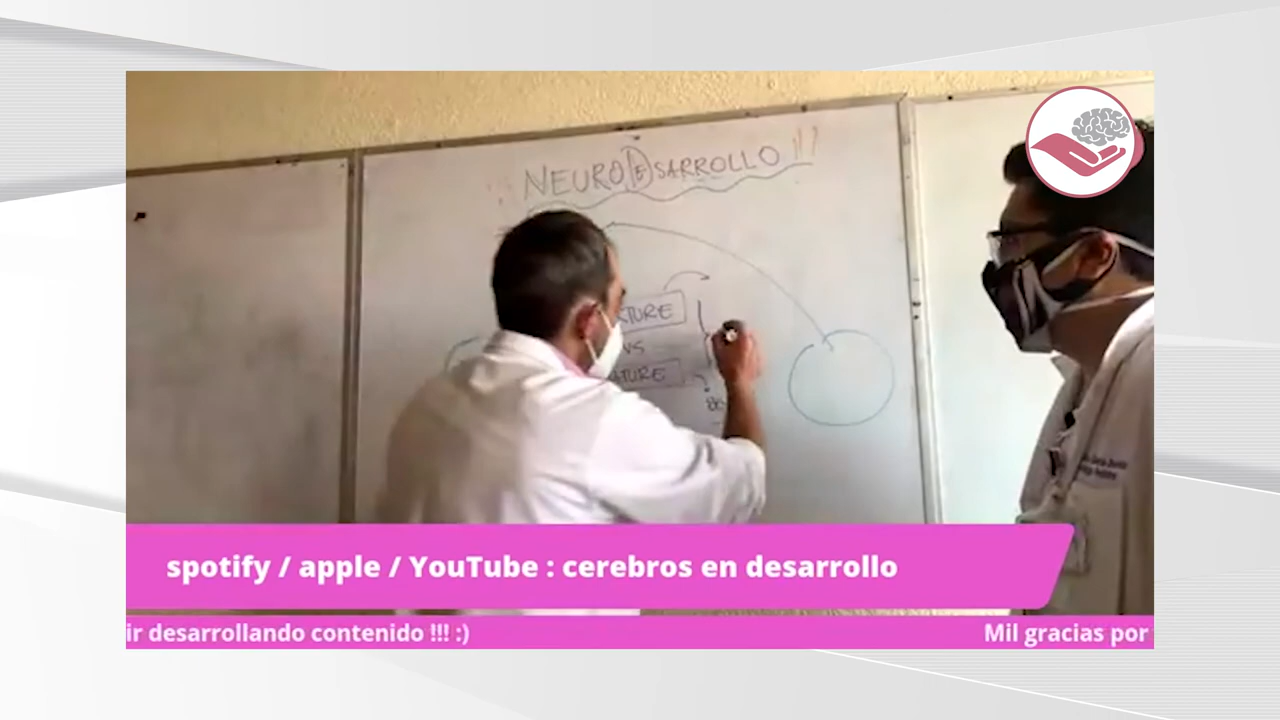 NEURODESARROLLO !!!
VS
spotify / apple / YouTube : cerebros en desarrollo
ir desarrollando contenido !!! :)
Mil gracias por